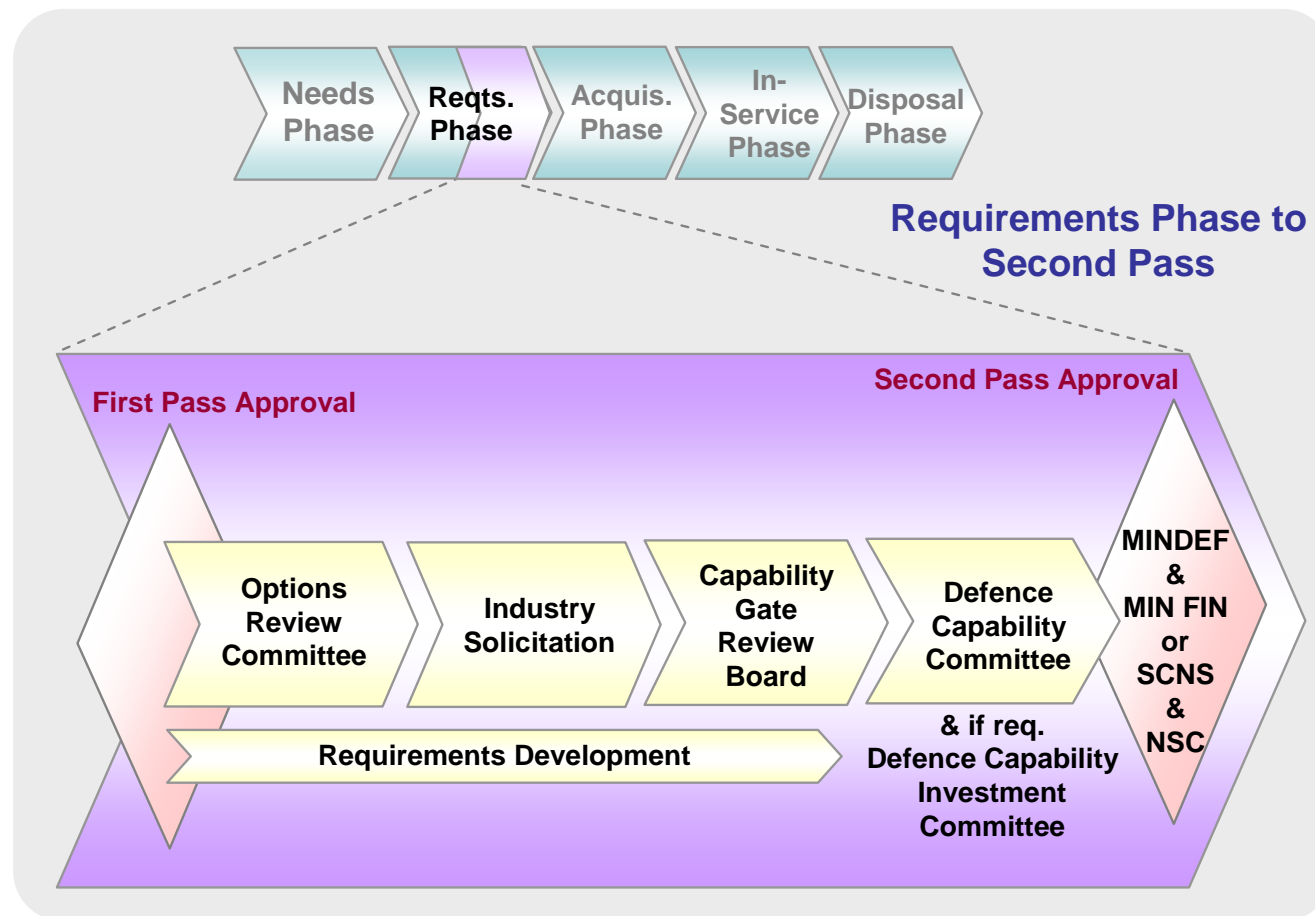 Needs
Phase
Reqts.
Phase
Acquis.
Phase
In-
Service
Phase
Disposal
Phase
Requirements Phase to
Second Pass
First Pass Approval
Second Pass Approval
Options
Review
Committee
Industry
Solicitation
Capability
Gate
Review
Board
Defence
Capability
Committee
MINDEF
&
MIN FIN
or
SCNS
&
NSC
Requirements Development
& if req.
Defence Capability
Investment
Committee